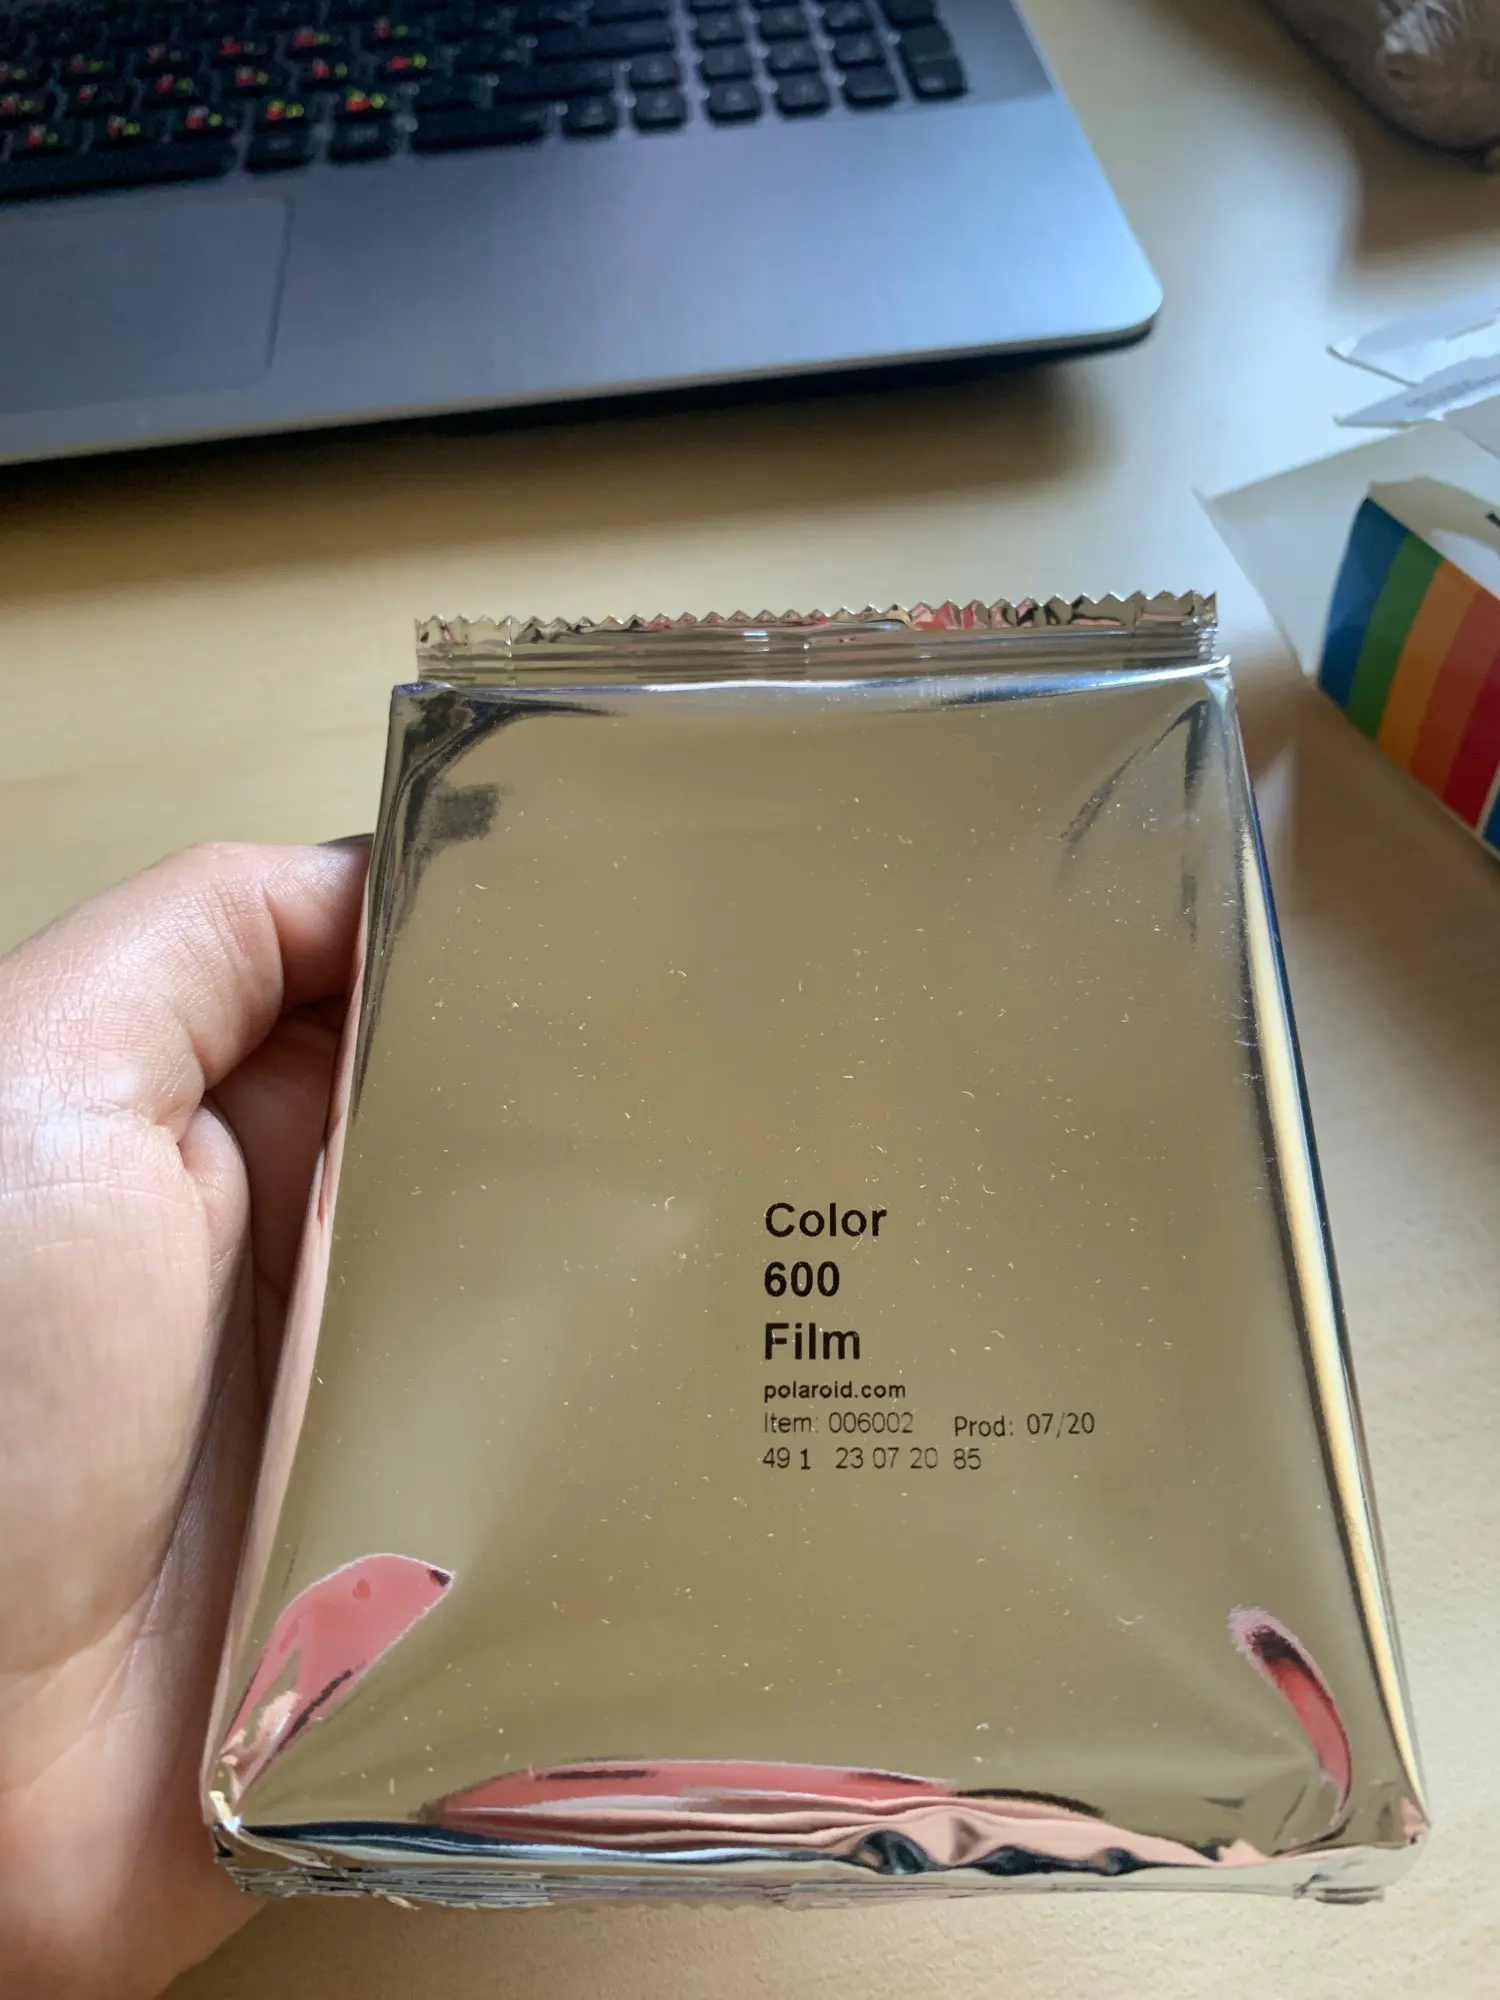 Color
600
Film
polaroid.com
Item: 006002 Prod: 07/20
49 1 23 07 20 85